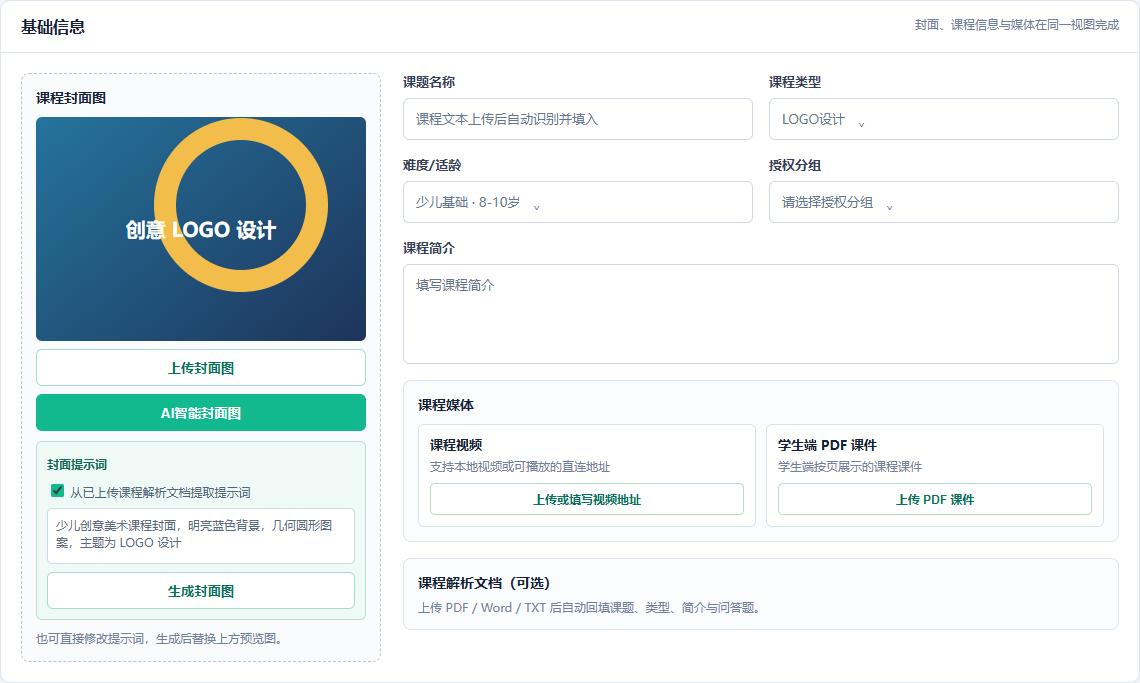 基础信息
封面、课程信息与媒体在同一视图完成
课程封面图
创意 LOGO 设计
上传封面图
AI智能封面图
封面提示词
从已上传课程解析文档提取提示词
少儿创意美术课程封面，明亮蓝色背景，几何圆形图
案，主题为 LOGO 设计
生成封面图
也可直接修改提示词，生成后替换上方预览图。
课题名称
课程文本上传后自动识别并填入
课程类型
LOGO设计
难度/适龄
少儿基础 · 8-10岁
授权分组
请选择授权分组
课程简介
填写课程简介
课程媒体
课程视频
支持本地视频或可播放的直连地址
上传或填写视频地址
学生端 PDF 课件
学生端按页展示的课程课件
上传 PDF 课件
课程解析文档（可选）
上传 PDF / Word / TXT 后自动回填课题、类型、简介与问答题。